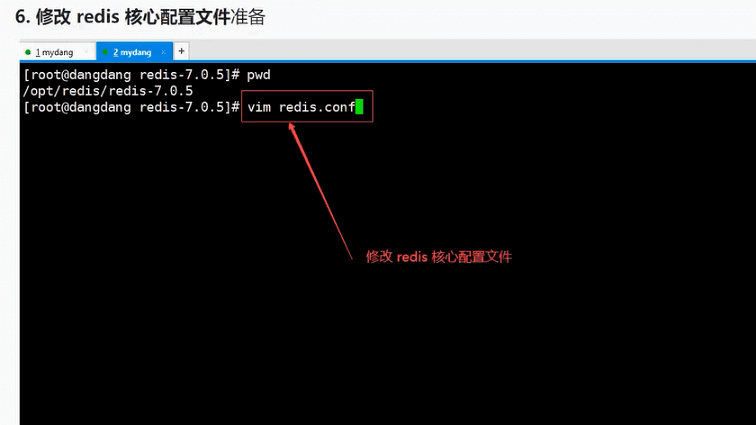 6. 修改 redis 核心配置文件准备
1 mydang × 2 mydang × +
[root@dangdang redis-7.0.5]# pwd
/opt/redis/redis-7.0.5
[root@dangdang redis-7.0.5]# vim redis.conf
修改 redis 核心配置文件